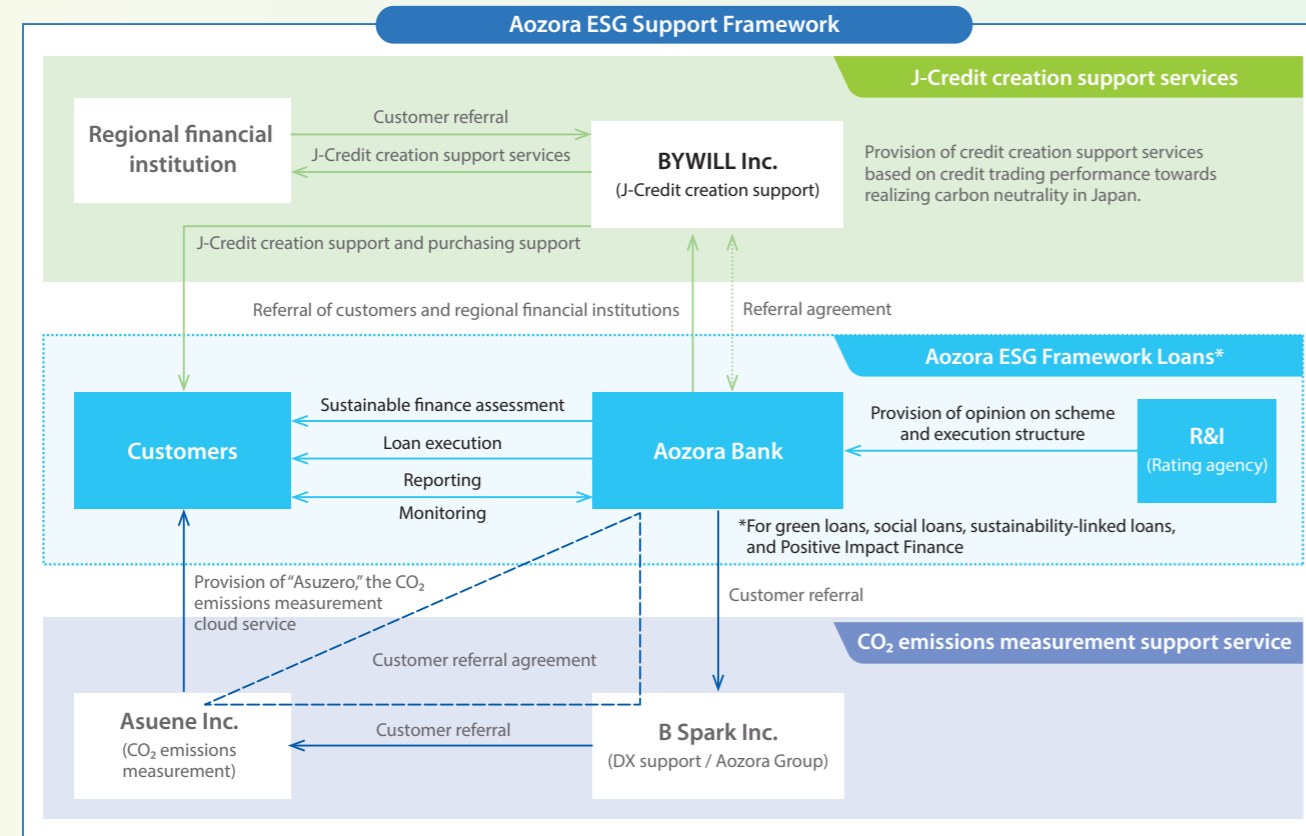 Aozora ESG Support Framework
J-Credit creation support services
Regional financial
institution
Customer referral
J-Credit creation support services
BYWILL Inc.
(J-Credit creation support)
Provision of credit creation support services
based on credit trading performance towards
realizing carbon neutrality in Japan.
J-Credit creation support and purchasing support
Referral of customers and regional financial institutions
Referral agreement
Aozora ESG Framework Loans*
Customers
Sustainable finance assessment
Loan execution
Reporting
Monitoring
Aozora Bank
Provision of opinion on scheme
and execution structure
R&I
(Rating agency)
*For green loans, social loans, sustainability-linked loans,
and Positive Impact Finance
Provision of "Asuzero," the CO₂
emissions measurement
cloud service
Customer referral
CO₂ emissions measurement support service
Customer referral agreement
Asuene Inc.
(CO₂ emissions
measurement)
Customer referral
B Spark Inc.
(DX support / Aozora Group)